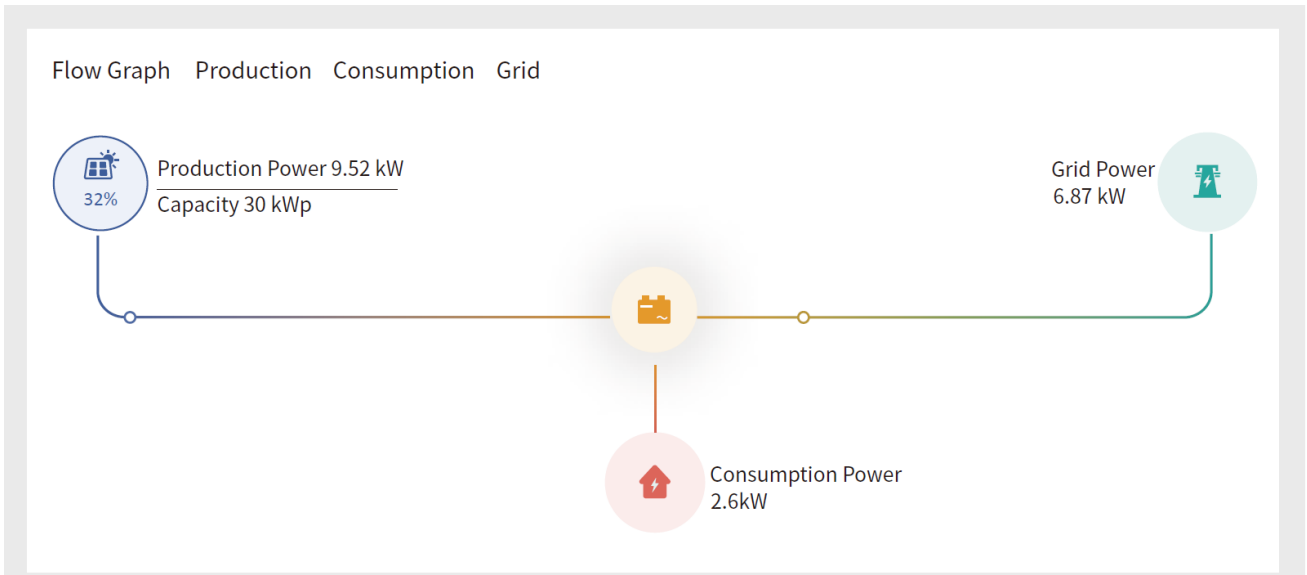 Flow Graph Production Consumption Grid
32%
Production Power 9.52 kW
Capacity 30 kWp
Grid Power
6.87 kW
Consumption Power
2.6kW